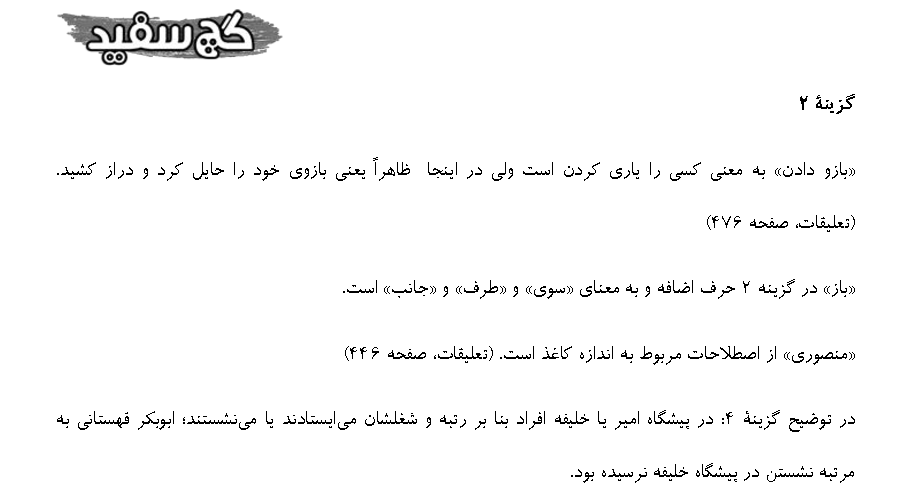 گچ سفید
گزینهٔ ۲
«بازو دادن» به معنی کسی را یاری کردن است ولی در اینجا ظاهراً یعنی بازوی خود را حایل کرد و دراز کشید.
(تعلیقات، صفحه ۴۷۶)
«باز» در گزینه ۲ حرف اضافه و به معنای «سوی» و «طرف» و «جانب» است.
«منصوری» از اصطلاحات مربوط به اندازه کاغذ است. (تعلیقات، صفحه ۴۴۶)
در توضیح گزینهٔ ۴: در پیشگاه امیر یا خلیفه افراد بنا بر رتبه و شغلشان می‌ایستادند یا می‌نشستند؛ ابوبکر قهستانی به
مرتبه نشستن در پیشگاه خلیفه نرسیده بود.